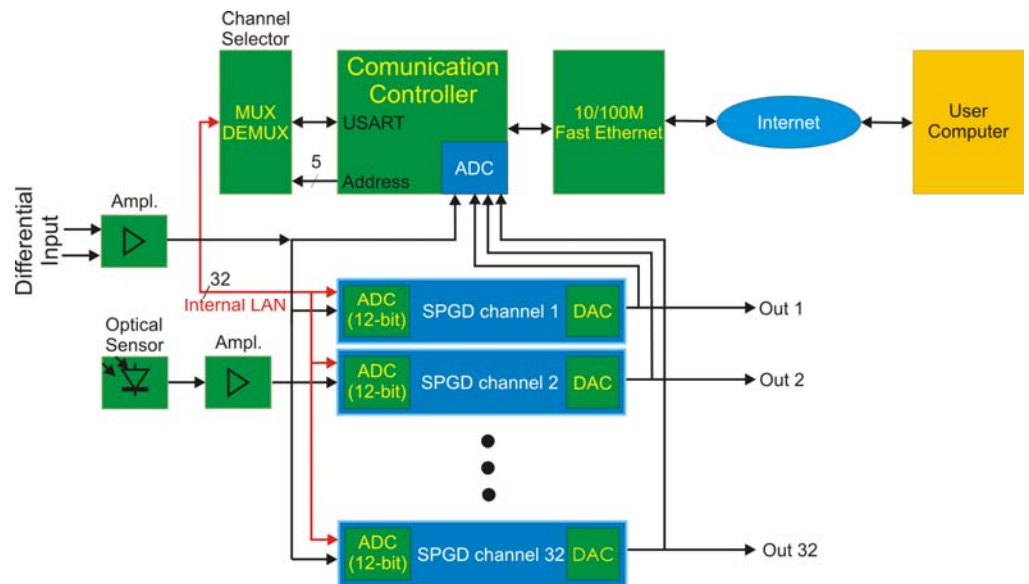 Channel
Selector
MUX
DEMUX
Comunication
Controller
USART
5
Address
ADC
10/100M
Fast Ethernet
Internet
User
Computer
Differential
Input
Ampl.
32
Internal LAN
ADC
(12-bit)
SPGD channel 1
DAC
Out 1
Optical
Sensor
Ampl.
ADC
(12-bit)
SPGD channel 2
DAC
Out 2
ADC
(12-bit)
SPGD channel 32
DAC
Out 32